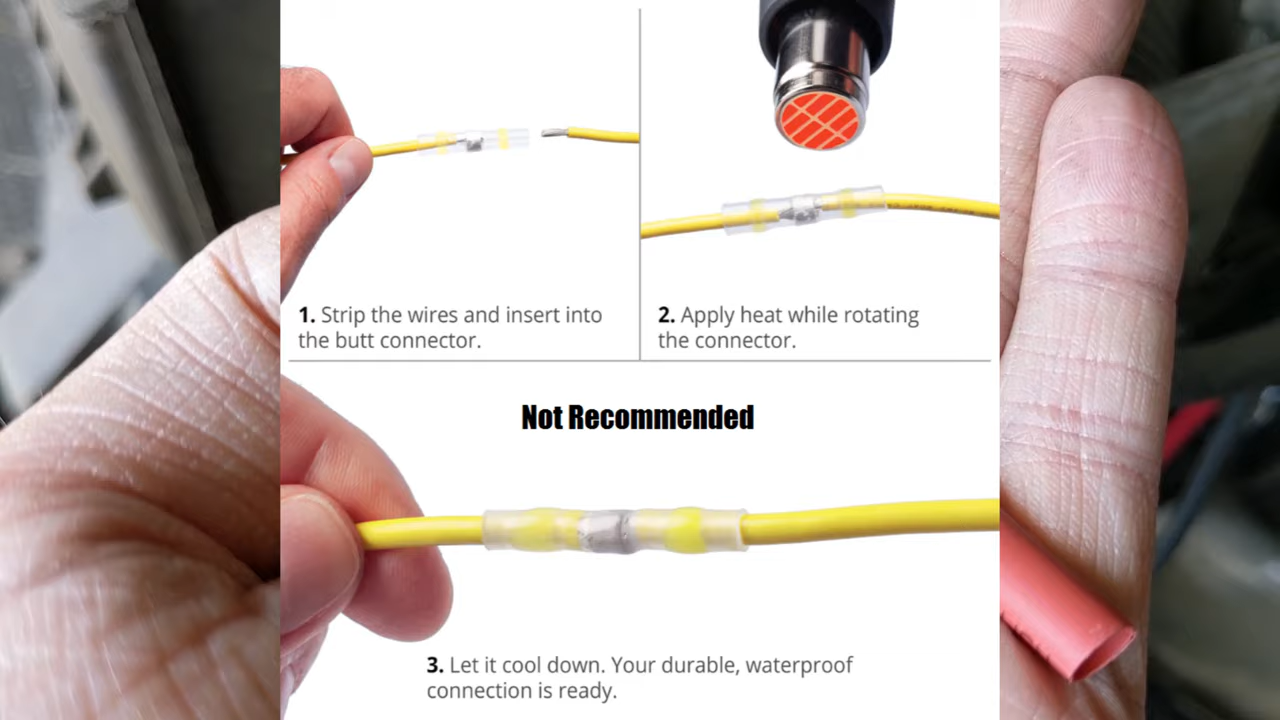 1. Strip the wires and insert into
the butt connector.
2. Apply heat while rotating
the connector.
Not Recommended
3. Let it cool down. Your durable, waterproof
connection is ready.